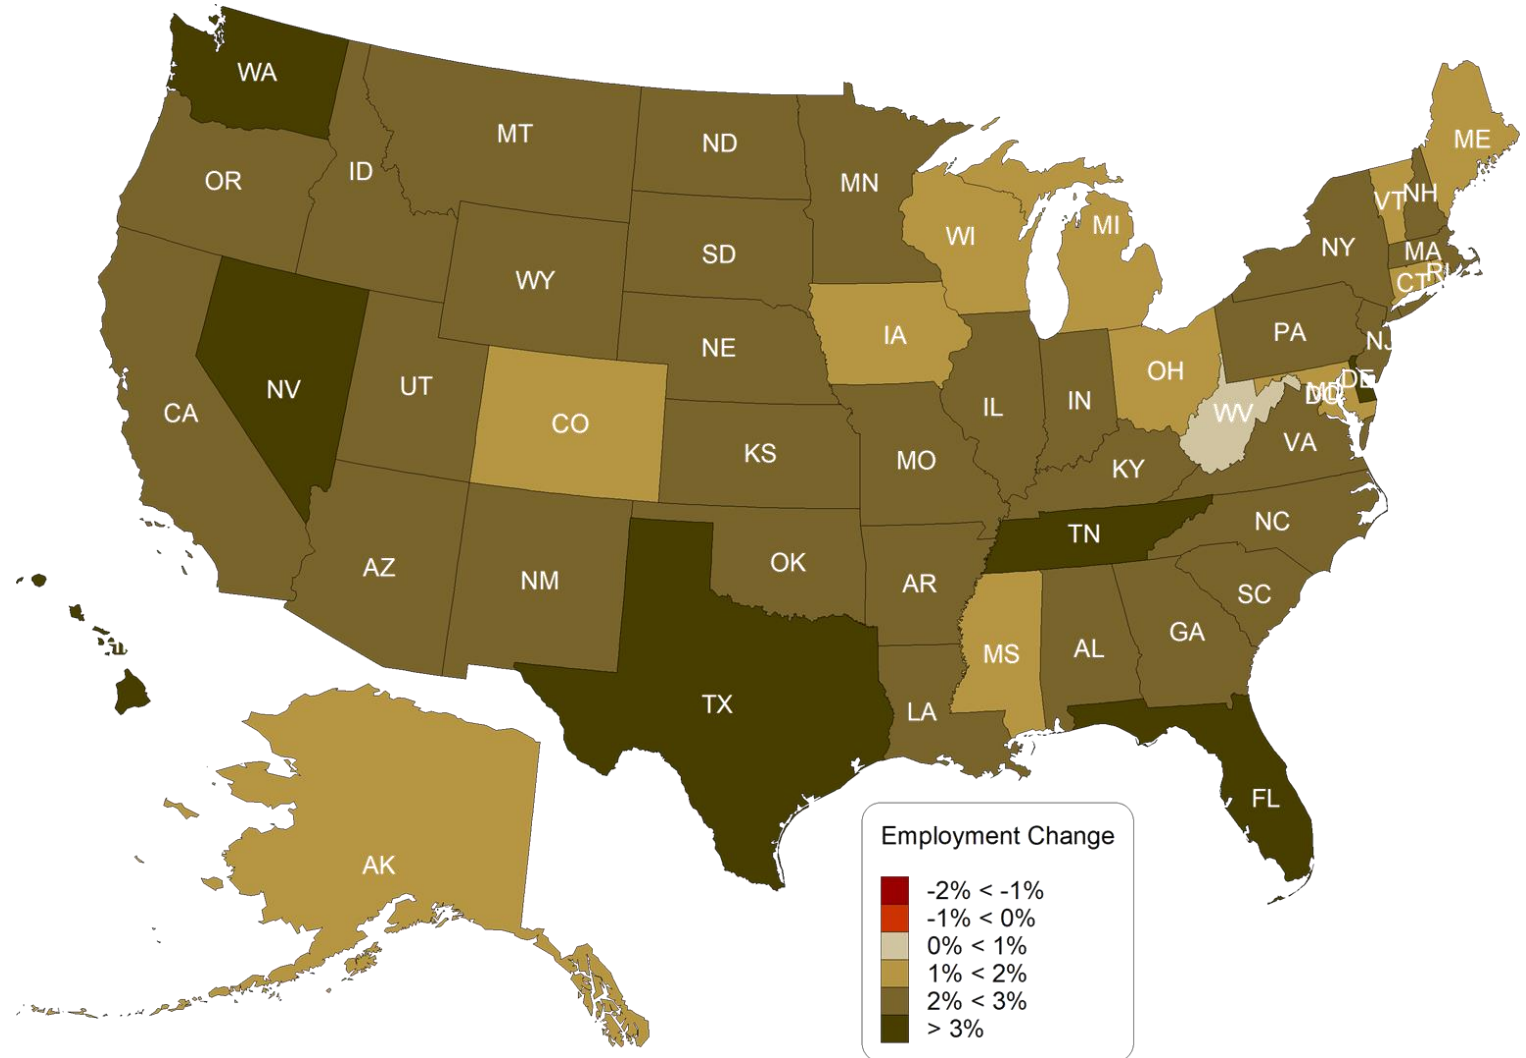 WA
MT
ND
MN
OR
ID
SD
WY
WI
MI
ME
VT
NH
NY
MA
CT
RI
NE
IA
PA
NJ
NV
UT
CO
CA
KS
MO
IL
IN
OH
WV
MD
DC
DE
VA
KY
AZ
NM
OK
AR
TN
NC
SC
MS
AL
GA
TX
LA
FL
AK
Employment Change
-2% < -1%
-1% < 0%
0% < 1%
1% < 2%
2% < 3%
> 3%